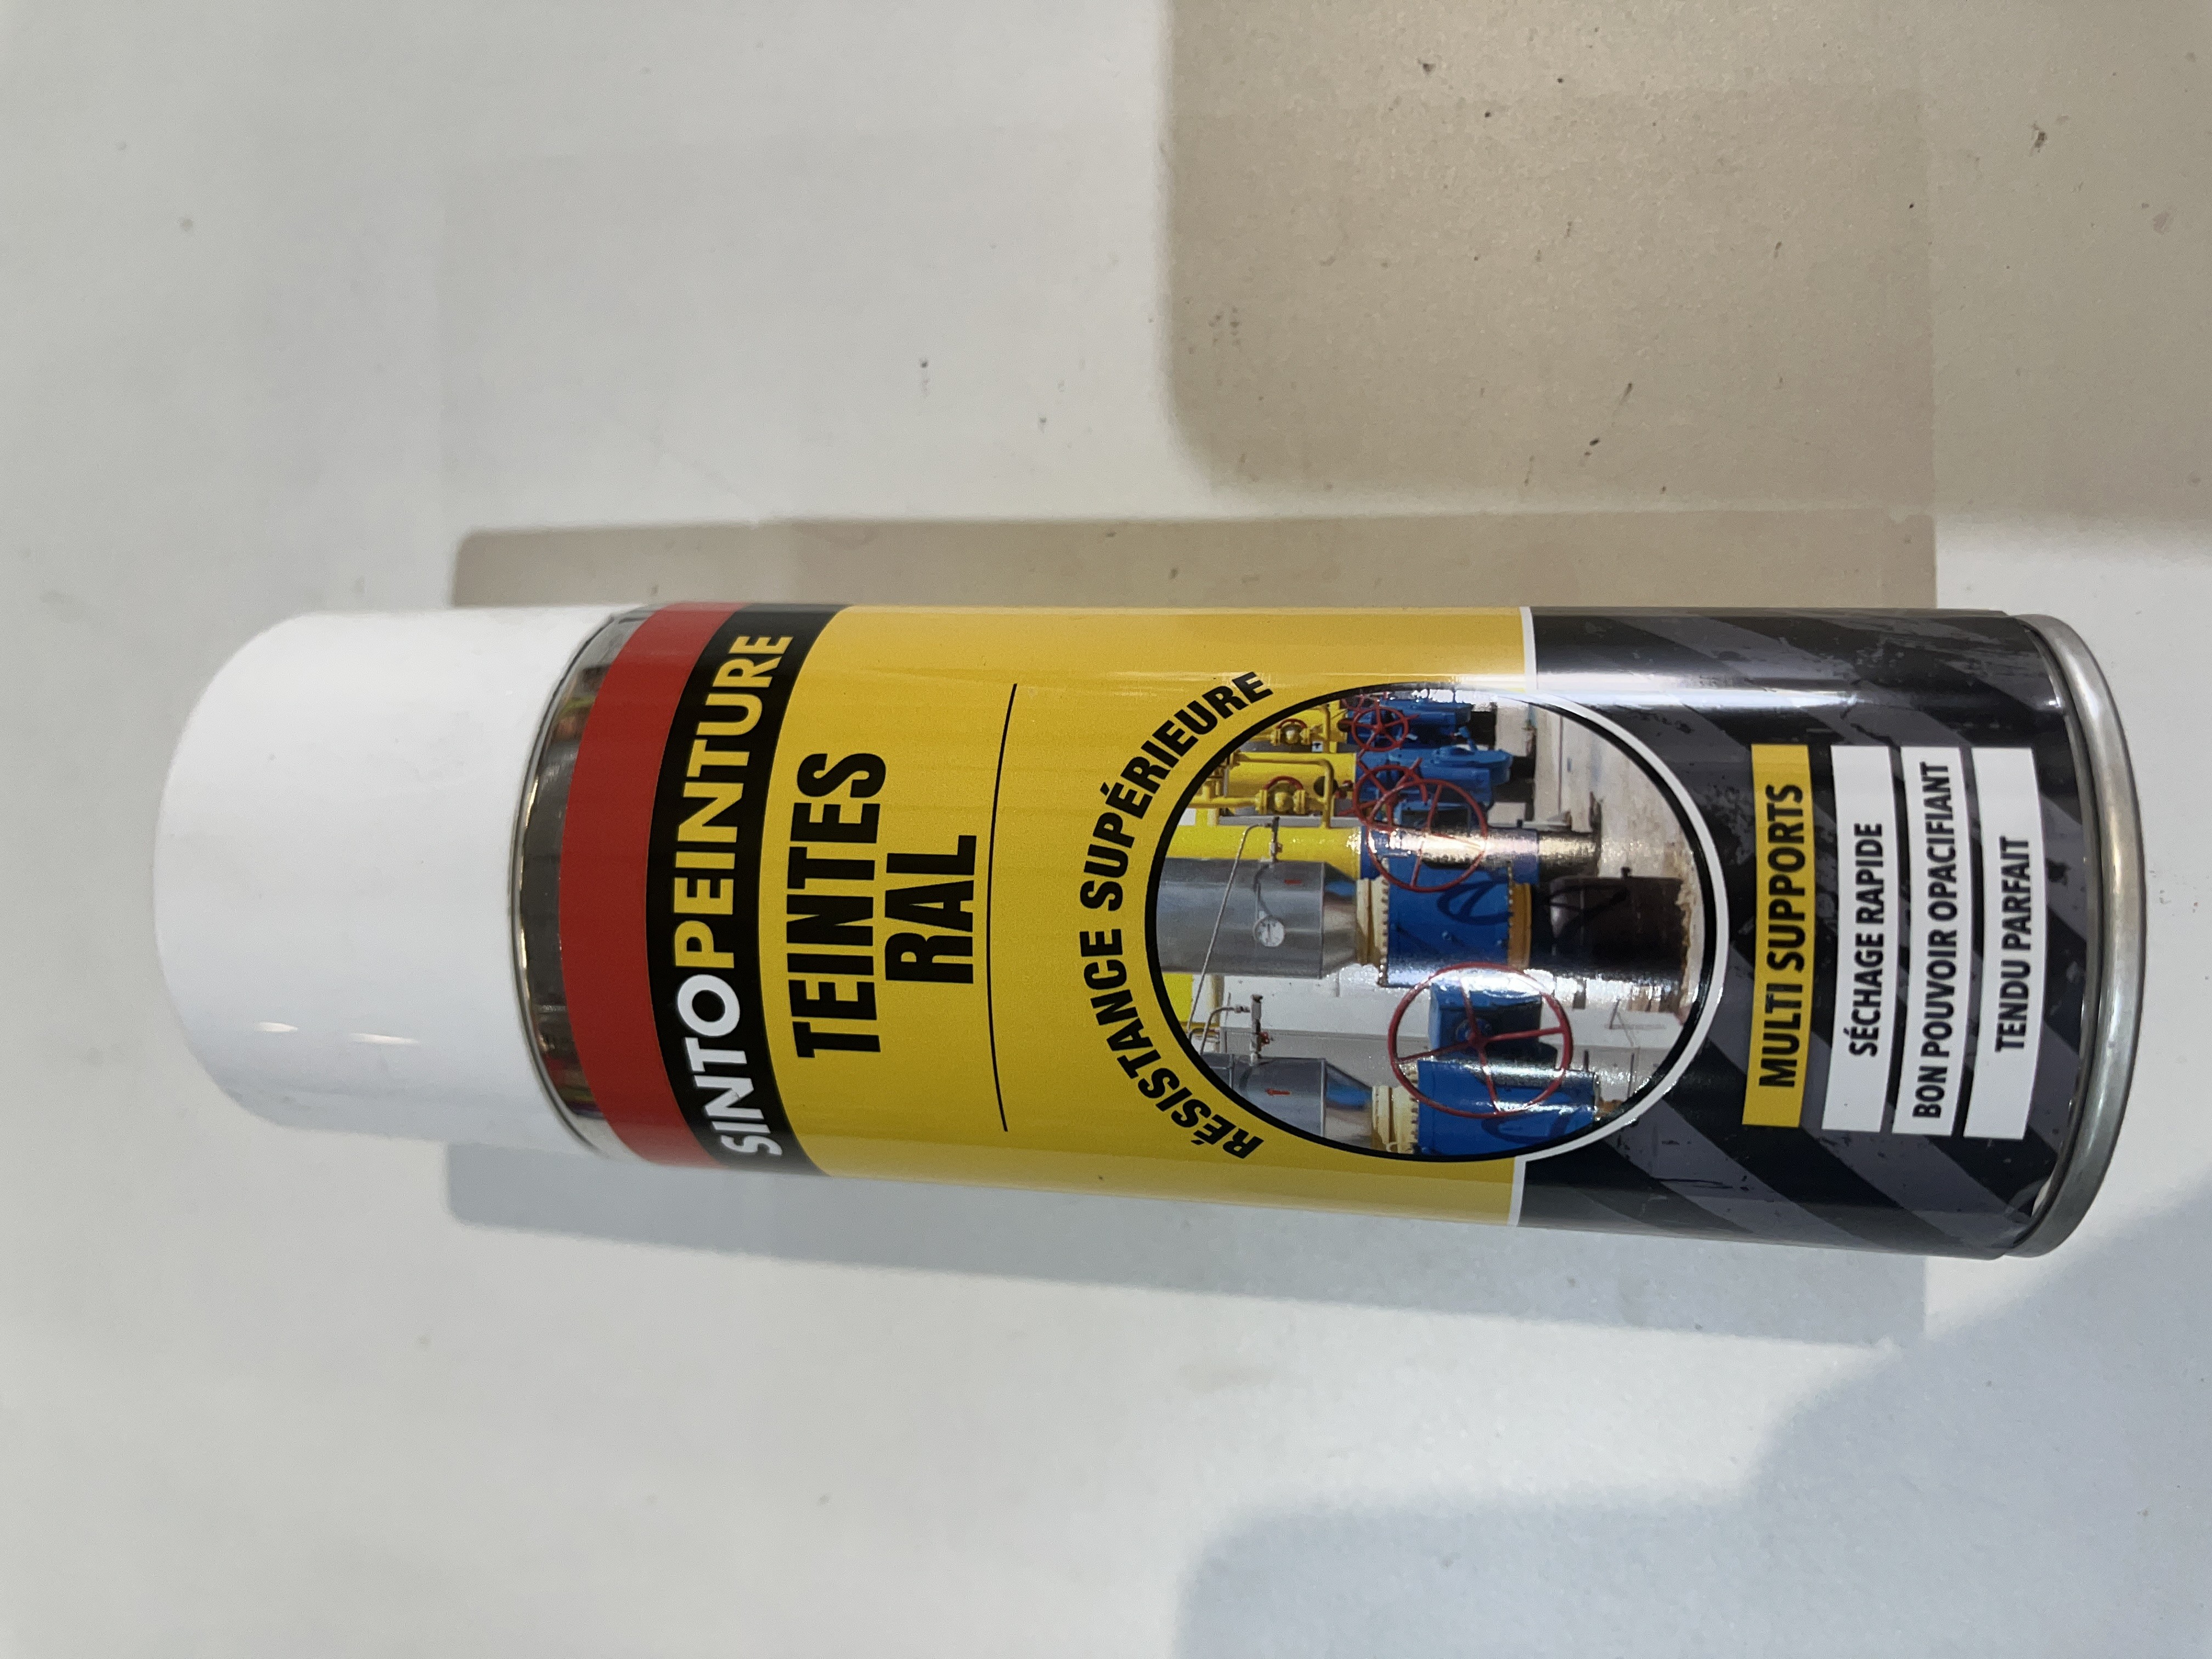 SINTOPEINTURE
TEINTES
RAL
RÉSISTANCE SUPÉRIEURE
MULTI SUPPORTS
SÉCHAGE RAPIDE
BON POUVOIR OPACIFIANT
TENDU PARFAIT